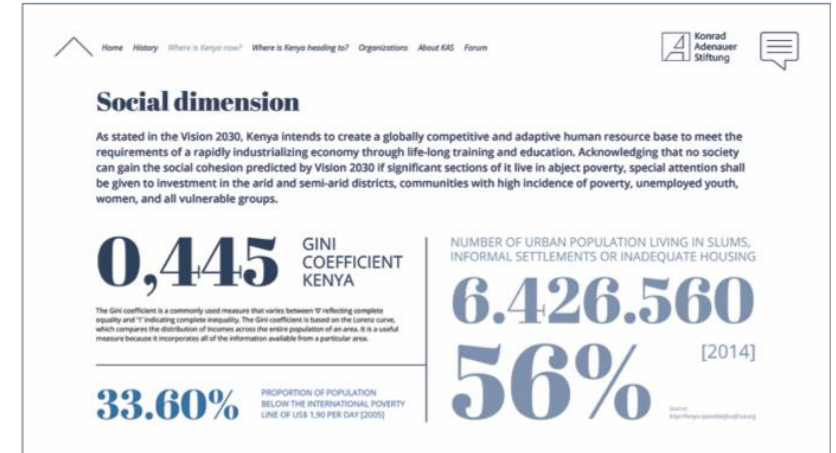 Home History Where is Kenya now? Where is Kenya heading to? Organizations About KAS Forum
Konrad
Adenauer
Stiftung
Social dimension
As stated in the Vision 2030, Kenya intends to create a globally competitive and adaptive human resource base to meet the
requirements of a rapidly industrializing economy through life-long training and education. Acknowledging that no society
can gain the social cohesion predicted by Vision 2030 if significant sections of it live in abject poverty, special attention shall
be given to investment in the arid and semi-arid districts, communities with high incidence of poverty, unemployed youth,
women, and all vulnerable groups.
0,445
GINI
COEFFICIENT
KENYA
The Gini coefficient is a commonly used measure that varies between '0' reflecting complete
equality and '1' indicating complete inequality. The Gini coefficient is based on the Lorenz curve,
which compares the distribution of incomes across the entire population of an area. It is a useful
measure because it incorporates all of the information available from a particular area.
33.60%
PROPORTION OF POPULATION
BELOW THE INTERNATIONAL POVERTY
LINE OF US$ 1,90 PER DAY [2005]
NUMBER OF URBAN POPULATION LIVING IN SLUMS,
INFORMAL SETTLEMENTS OR INADEQUATE HOUSING
6.426.560
56%
[2014]
Source: